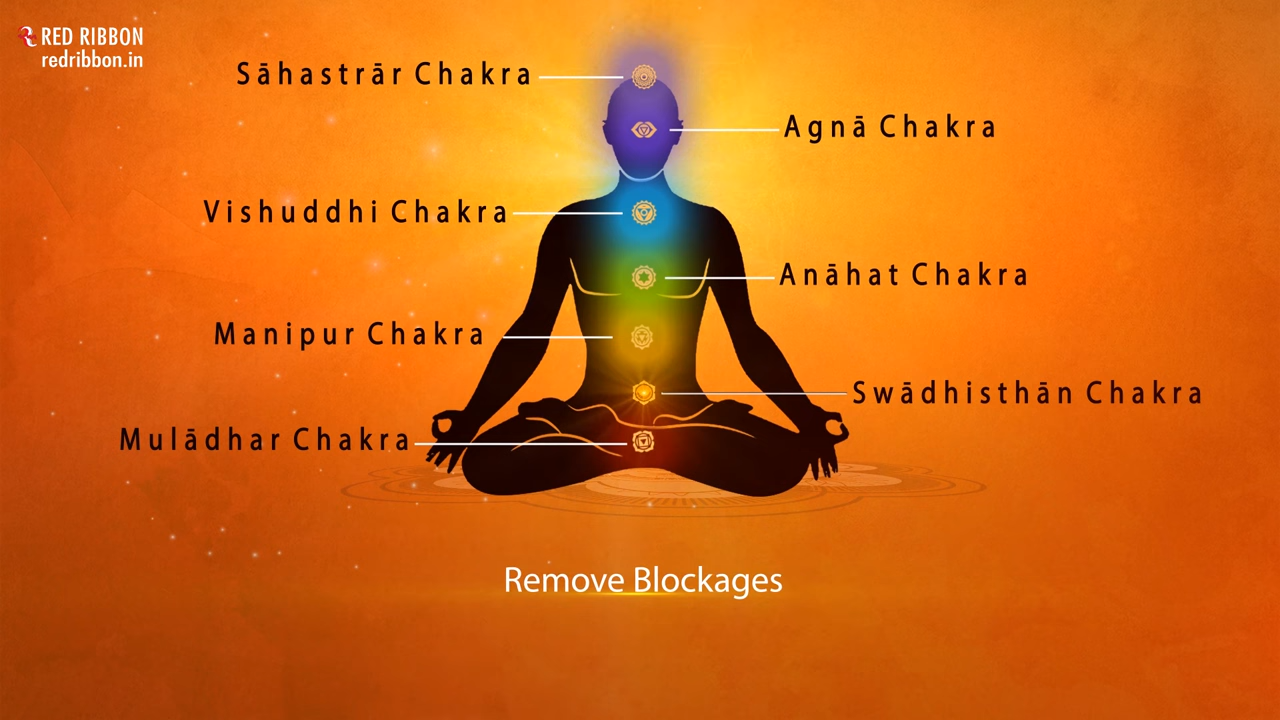 RED RIBBON
redribbon.in
Sāhastrār Chakra
Agnā Chakra
Vishuddhi Chakra
Anāhat Chakra
Manipur Chakra
Swādhisthān Chakra
Mulādhar Chakra
Remove Blockages